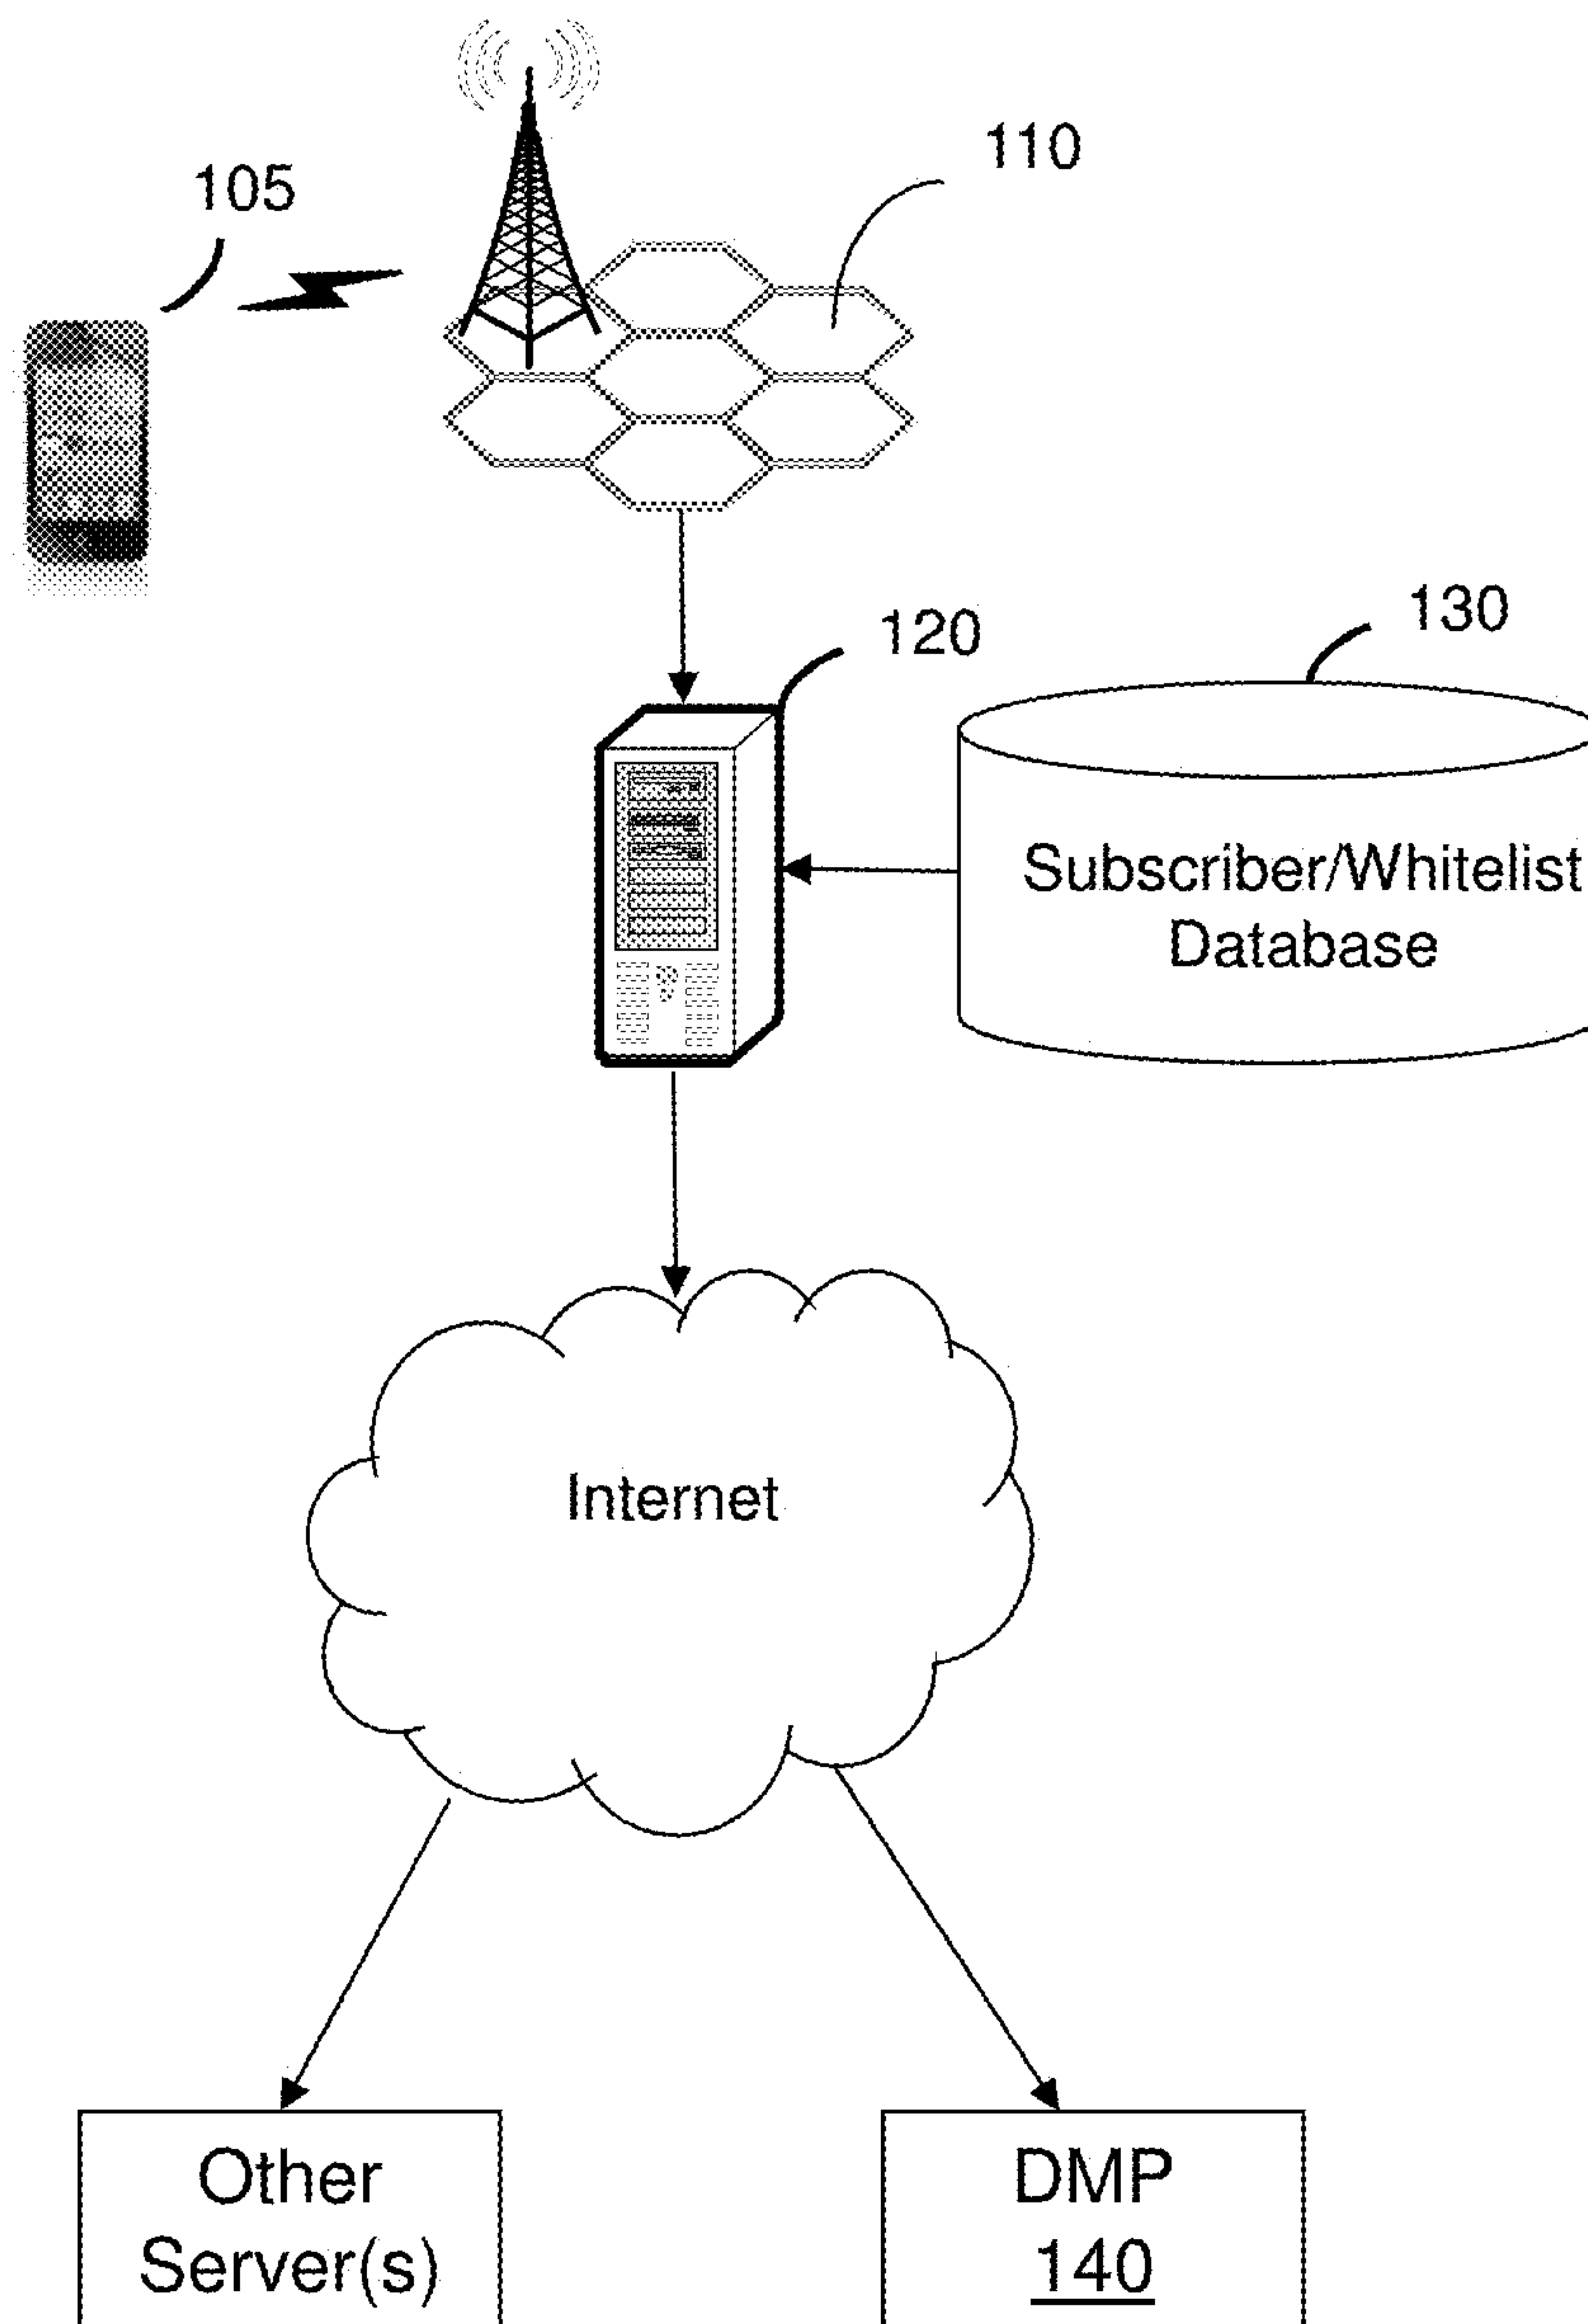 110
105
130
120
Subscriber/Whitelist
Database
Internet
Other
Server(s)
DMP
140